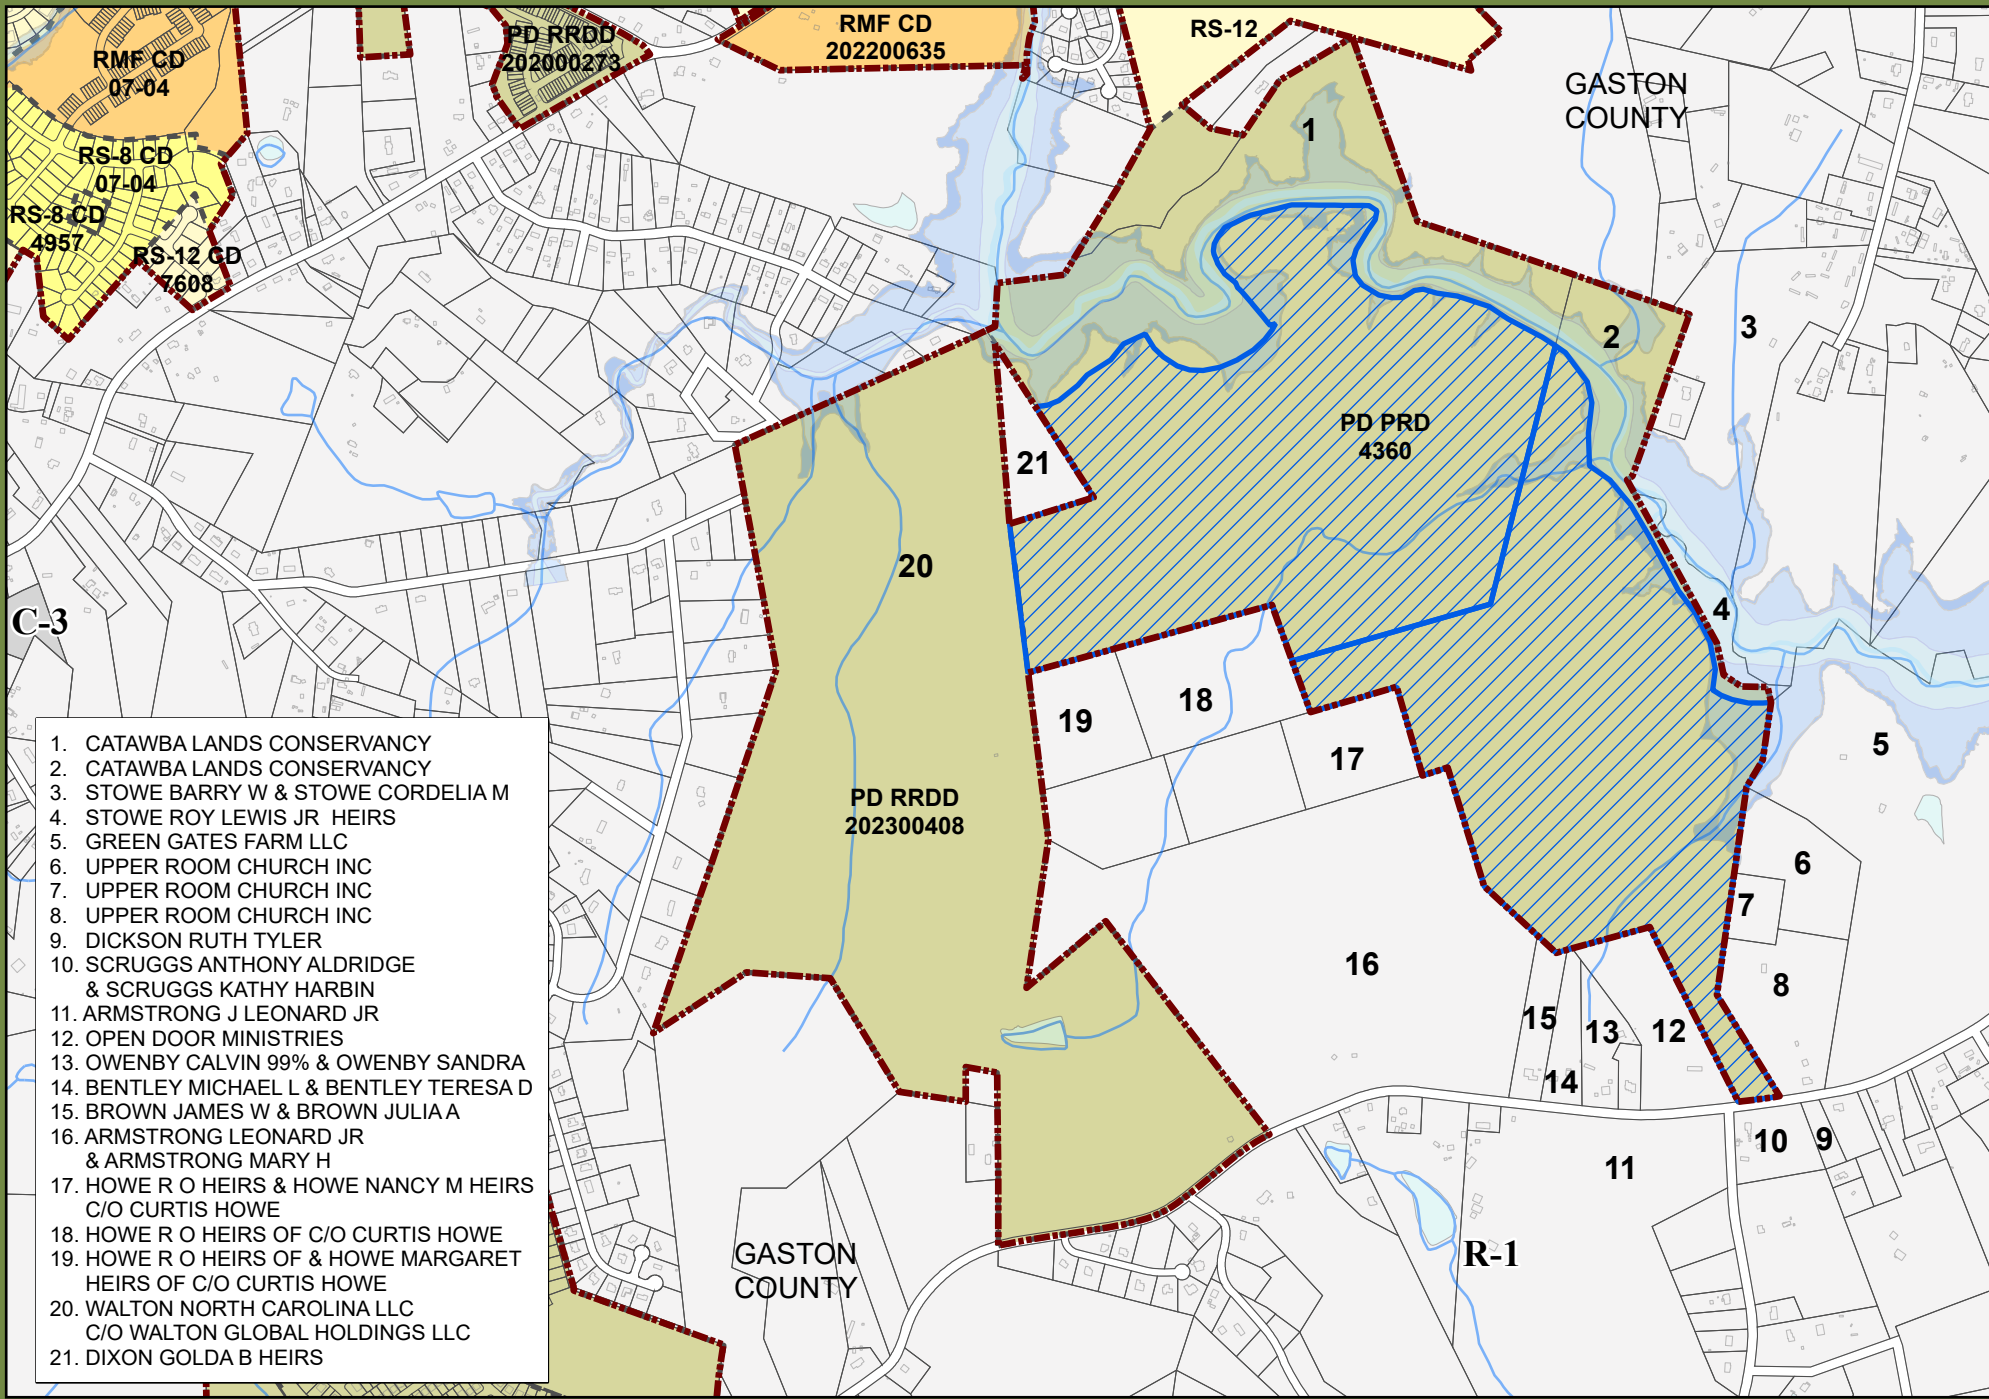 RMF CD
07-04
PD RRDD
202000273
RMF CD
202200635
RS-12
GASTON
COUNTY
RS-8 CD
07-04
RS-8 CD
4957
RS-12 CD
7608
1
2
3
PD PRD
4360
21
20
C-3
4
19
18
17
5
PD RRDD
202300408
6
7
16
8
15
13
12
14
10
9
11
GASTON
COUNTY
R-1
1. CATAWBA LANDS CONSERVANCY
2. CATAWBA LANDS CONSERVANCY
3. STOWE BARRY W & STOWE CORDELIA M
4. STOWE ROY LEWIS JR HEIRS
5. GREEN GATES FARM LLC
6. UPPER ROOM CHURCH INC
7. UPPER ROOM CHURCH INC
8. UPPER ROOM CHURCH INC
9. DICKSON RUTH TYLER
10. SCRUGGS ANTHONY ALDRIDGE
& SCRUGGS KATHY HARBIN
11. ARMSTRONG J LEONARD JR
12. OPEN DOOR MINISTRIES
13. OWENBY CALVIN 99% & OWENBY SANDRA
14. BENTLEY MICHAEL L & BENTLEY TERESA D
15. BROWN JAMES W & BROWN JULIA A
16. ARMSTRONG LEONARD JR
& ARMSTRONG MARY H
17. HOWE R O HEIRS & HOWE NANCY M HEIRS
C/O CURTIS HOWE
18. HOWE R O HEIRS OF C/O CURTIS HOWE
19. HOWE R O HEIRS OF & HOWE MARGARET
HEIRS OF C/O CURTIS HOWE
20. WALTON NORTH CAROLINA LLC
C/O WALTON GLOBAL HOLDINGS LLC
21. DIXON GOLDA B HEIRS